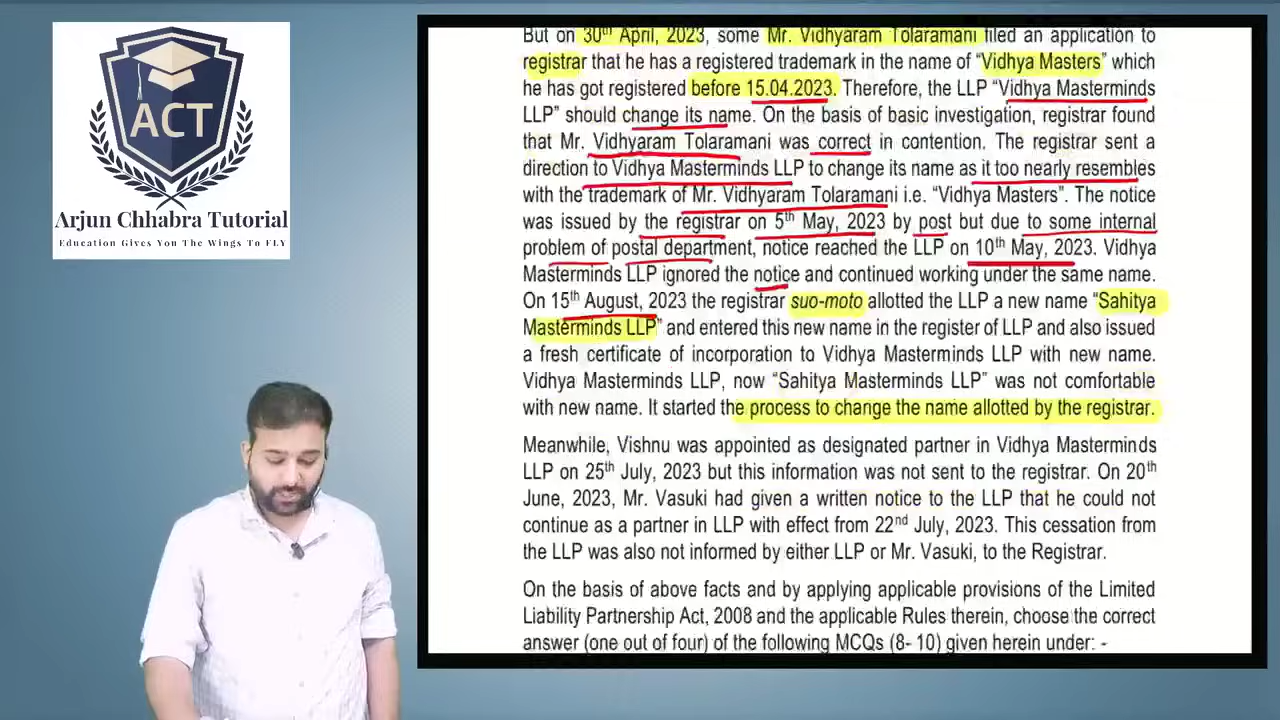 ACT
Arjun Chhabra Tutorial
Education Gives You The Wings To FLY
But on 30th April, 2023, some Mr. Vidhyaram Tolaramani filed an application to
registrar that he has a registered trademark in the name of “Vidhya Masters” which
he has got registered before 15.04.2023. Therefore, the LLP “Vidhya Masterminds
LLP” should change its name. On the basis of basic investigation, registrar found
that Mr. Vidhyaram Tolaramani was correct in contention. The registrar sent a
direction to Vidhya Masterminds LLP to change its name as it too nearly resembles
with the trademark of Mr. Vidhyaram Tolaramani i.e. “Vidhya Masters”. The notice
was issued by the registrar on 5th May, 2023 by post but due to some internal
problem of postal department, notice reached the LLP on 10th May, 2023. Vidhya
Masterminds LLP ignored the notice and continued working under the same name.
On 15th August, 2023 the registrar suo-moto allotted the LLP a new name “Sahitya
Masterminds LLP” and entered this new name in the register of LLP and also issued
a fresh certificate of incorporation to Vidhya Masterminds LLP with new name.
Vidhya Masterminds LLP, now “Sahitya Masterminds LLP” was not comfortable
with new name. It started the process to change the name allotted by the registrar.
Meanwhile, Vishnu was appointed as designated partner in Vidhya Masterminds
LLP on 25th July, 2023 but this information was not sent to the registrar. On 20th
June, 2023, Mr. Vasuki had given a written notice to the LLP that he could not
continue as a partner in LLP with effect from 22nd July, 2023. This cessation from
the LLP was also not informed by either LLP or Mr. Vasuki, to the Registrar.
On the basis of above facts and by applying applicable provisions of the Limited
Liability Partnership Act, 2008 and the applicable Rules therein, choose the correct
answer (one out of four) of the following MCQs (8- 10) given herein under: -